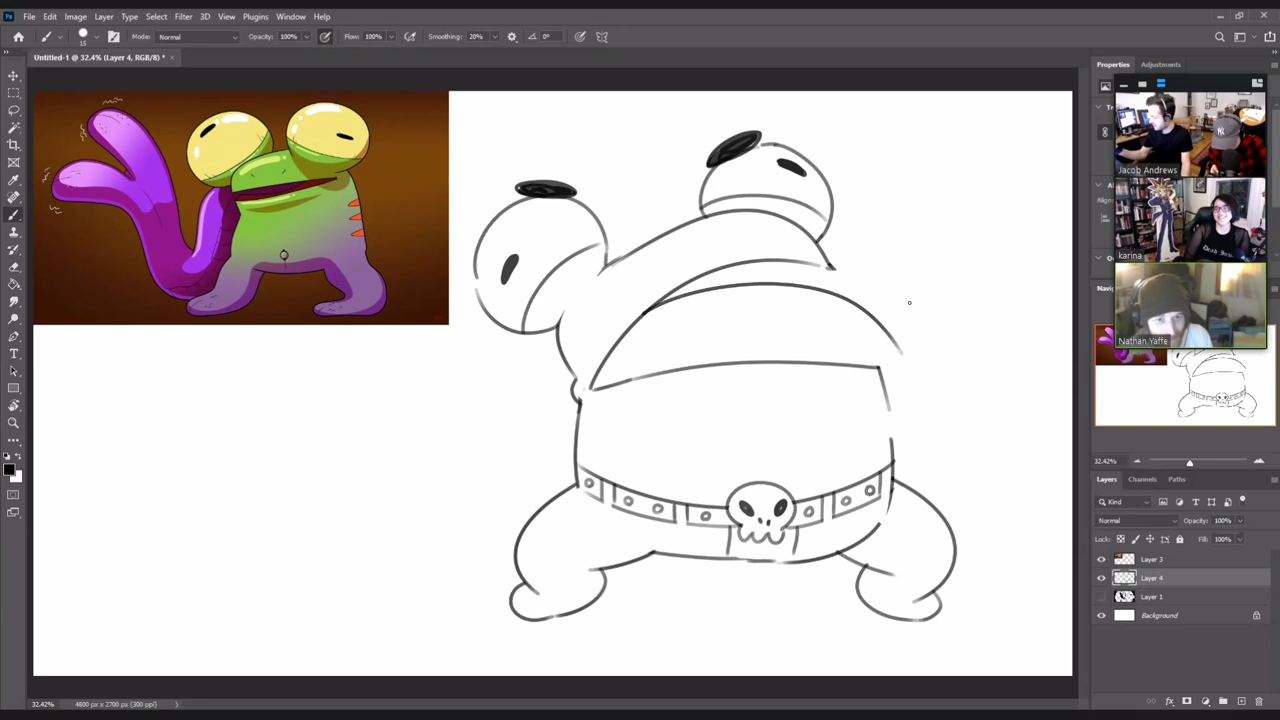 Ps File Edit Image Layer Type Select Filter 3D View Plugins Window Help
15 Mode: Normal Opacity: 100% Flow: 100% Smoothing: 20% 0°
Untitled-1 @ 32.4% (Layer 4, RGB/8) * ×
Properties Adjustments
Jacob Andrews
karina
Nathan Yaffe
32.42%
Layers Channels Paths
Kind
Normal Opacity: 100%
Lock: Fill: 100%
Layer 3
Layer 4
Layer 1
Background
32.42% 4800 px x 2700 px (300 ppi)